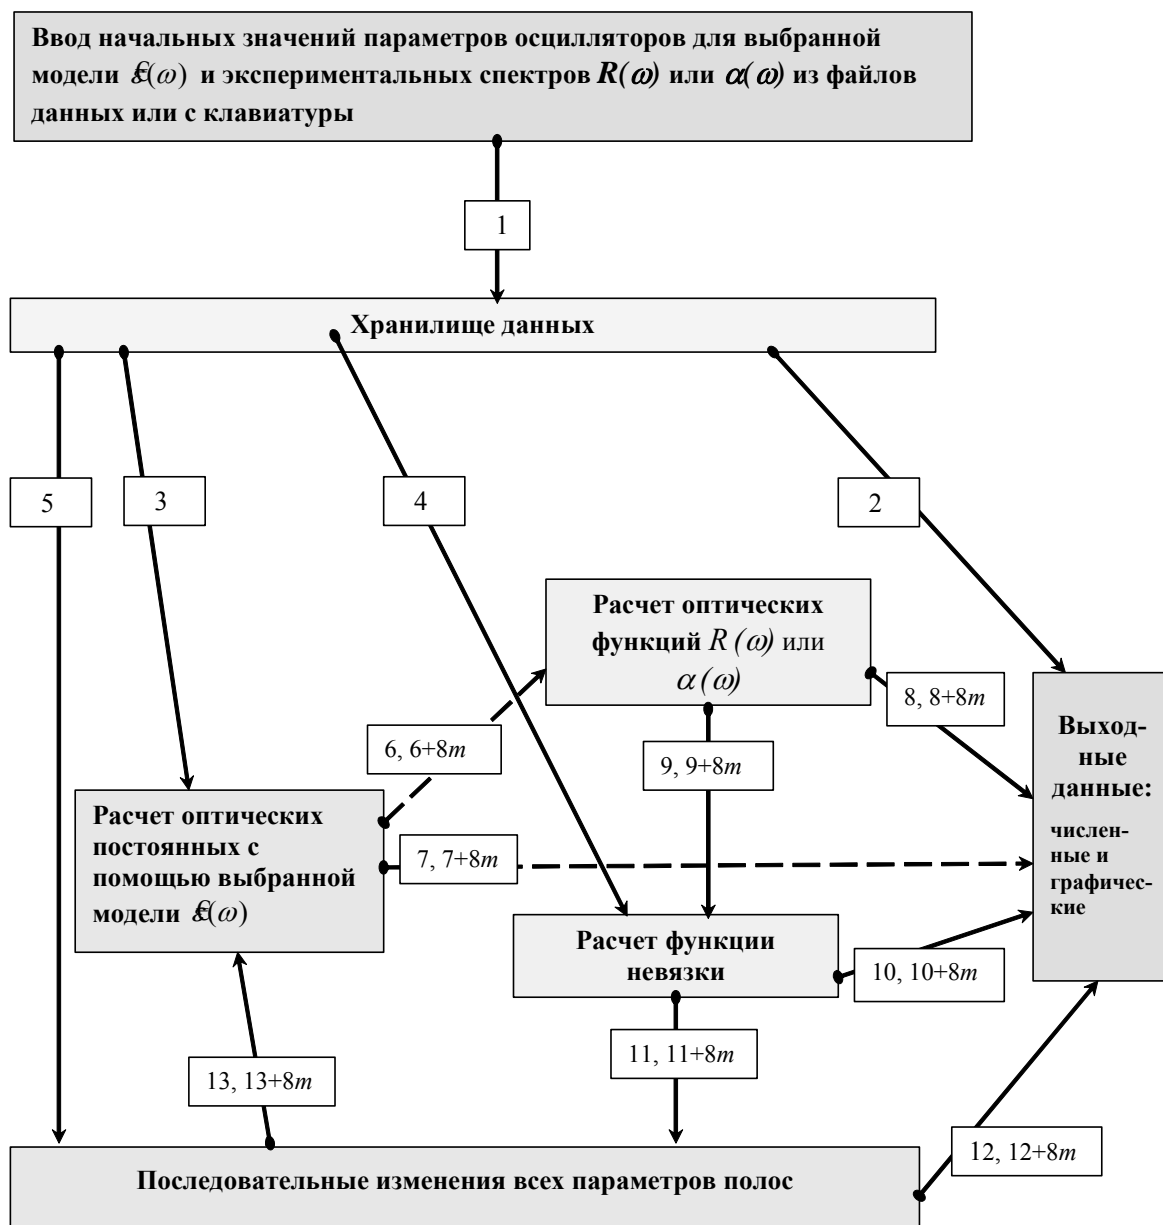 Ввод начальных значений параметров осцилляторов для выбранной
модели ε̂(ω) и экспериментальных спектров R(ω) или α(ω) из файлов
данных или с клавиатуры
1
Хранилище данных
5
3
4
2
Расчет оптических
функций R (ω) или
α (ω)
8, 8+8m
6, 6+8m
9, 9+8m
Выход-
ные
данные:
числен-
ные и
графичес-
кие
Расчет оптических
постоянных с
помощью выбранной
модели ε̂(ω)
7, 7+8m
Расчет функции
невязки
10, 10+8m
11, 11+8m
13, 13+8m
12, 12+8m
Последовательные изменения всех параметров полос